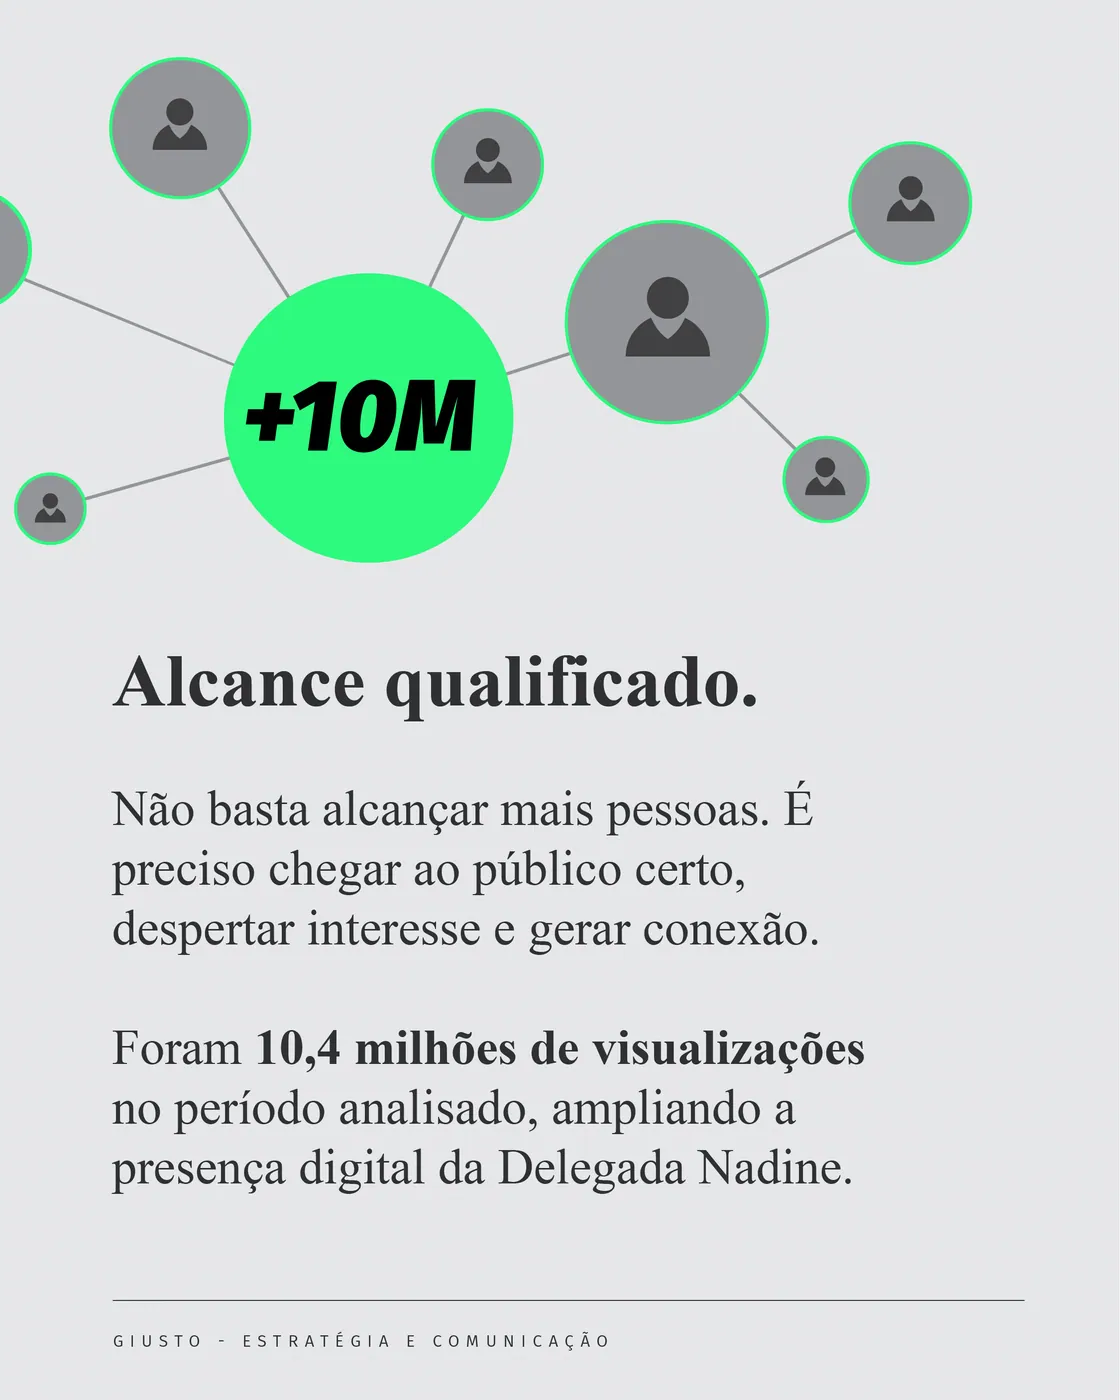 +10M
Alcance qualificado.
Não basta alcançar mais pessoas. É
preciso chegar ao público certo,
despertar interesse e gerar conexão.
Foram 10,4 milhões de visualizações
no período analisado, ampliando a
presença digital da Delegada Nadine.
GIUSTO - ESTRATÉGIA E COMUNICAÇÃO